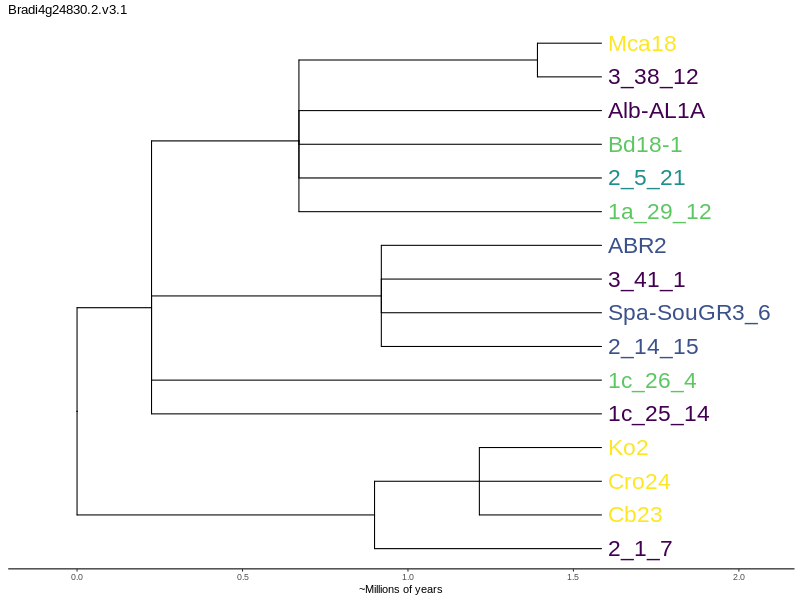 Bradi4g24830.2.v3.1
Mca18
3_38_12
Alb-AL1A
Bd18-1
2_5_21
1a_29_12
ABR2
3_41_1
Spa-SouGR3_6
2_14_15
1c_26_4
1c_25_14
Ko2
Cro24
Cb23
2_1_7
0.0 0.5 1.0 1.5 2.0
~Millions of years